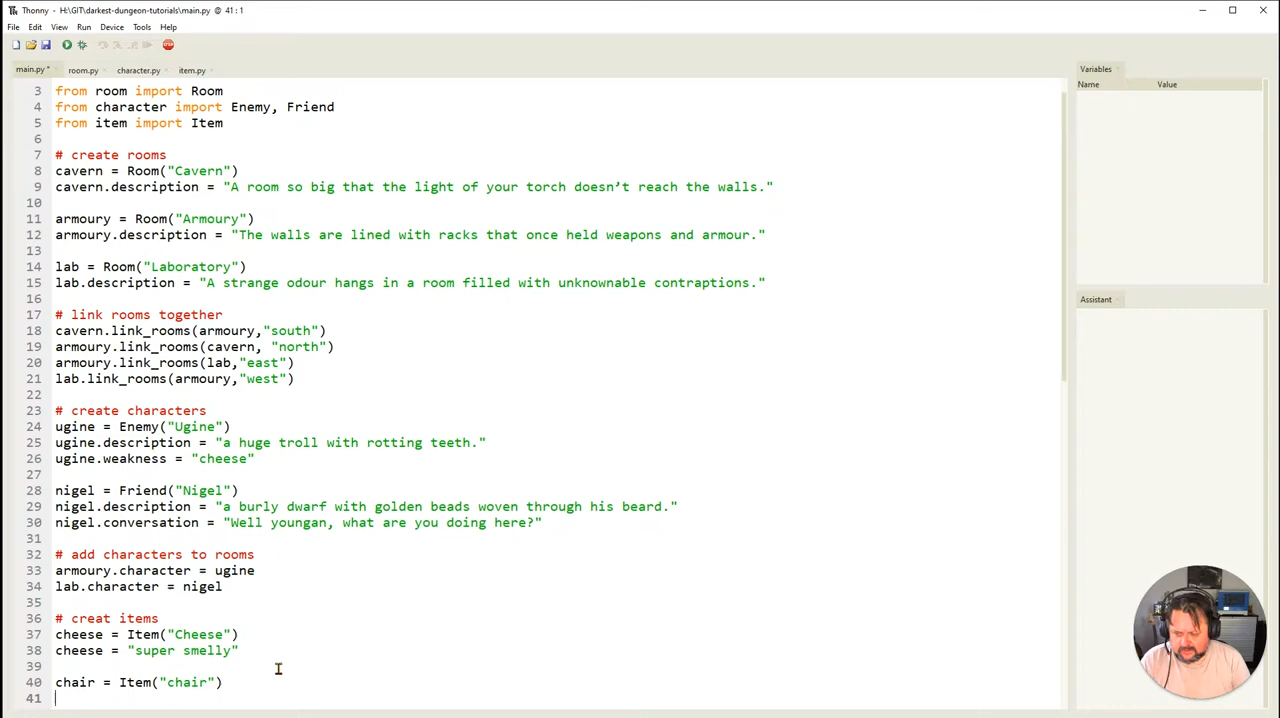 Thonny - H:\GIT\darkest-dungeon-tutorials\main.py @ 41 : 1
File Edit View Run Device Tools Help
STOP
main.py * room.py character.py item.py
3 from room import Room
4 from character import Enemy, Friend
5 from item import Item
6
7 # create rooms
8 cavern = Room("Cavern")
9 cavern.description = "A room so big that the light of your torch doesn’t reach the walls."
10
11 armoury = Room("Armoury")
12 armoury.description = "The walls are lined with racks that once held weapons and armour."
13
14 lab = Room("Laboratory")
15 lab.description = "A strange odour hangs in a room filled with unknownable contraptions."
16
17 # link rooms together
18 cavern.link_rooms(armoury,"south")
19 armoury.link_rooms(cavern, "north")
20 armoury.link_rooms(lab,"east")
21 lab.link_rooms(armoury,"west")
22
23 # create characters
24 ugine = Enemy("Ugine")
25 ugine.description = "a huge troll with rotting teeth."
26 ugine.weakness = "cheese"
27
28 nigel = Friend("Nigel")
29 nigel.description = "a burly dwarf with golden beads woven through his beard."
30 nigel.conversation = "Well youngan, what are you doing here?"
31
32 # add characters to rooms
33 armoury.character = ugine
34 lab.character = nigel
35
36 # creat items
37 cheese = Item("Cheese")
38 cheese = "super smelly"
39
40 chair = Item("chair")
41
Variables
Name Value
Assistant